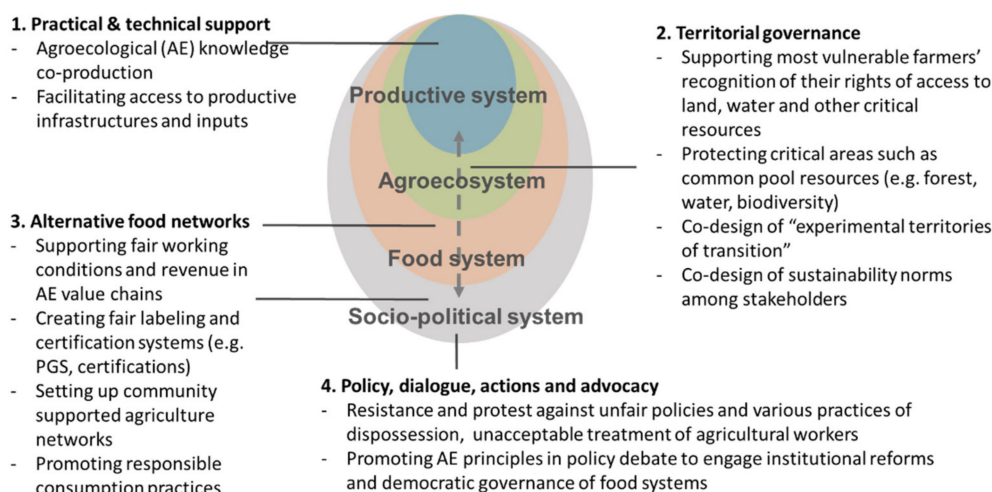 1. Practical & technical support
- Agroecological (AE) knowledge
co-production
- Facilitating access to productive
infrastructures and inputs
2. Territorial governance
- Supporting most vulnerable farmers’
recognition of their rights of access to
land, water and other critical
resources
- Protecting critical areas such as
common pool resources (e.g. forest,
water, biodiversity)
- Co-design of “experimental territories
of transition”
- Co-design of sustainability norms
among stakeholders
Productive system
Agroecosystem
Food system
Socio-political system
3. Alternative food networks
- Supporting fair working
conditions and revenue in
AE value chains
- Creating fair labeling and
certification systems (e.g.
PGS, certifications)
- Setting up community
supported agriculture
networks
- Promoting responsible
consumption practices
4. Policy, dialogue, actions and advocacy
- Resistance and protest against unfair policies and various practices of
dispossession, unacceptable treatment of agricultural workers
- Promoting AE principles in policy debate to engage institutional reforms
and democratic governance of food systems